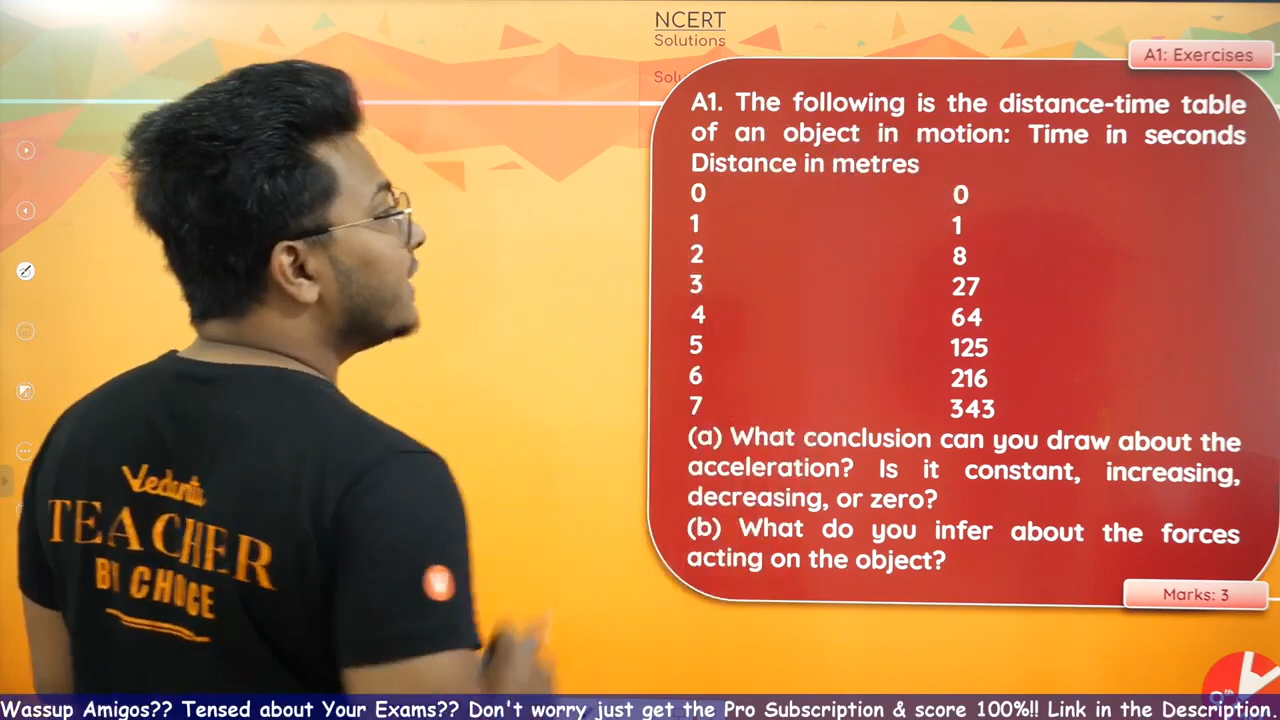 NCERT
Solutions
A1: Exercises
A1. The following is the distance-time table
of an object in motion: Time in seconds
Distance in metres
0 0
1 1
2 8
3 27
4 64
5 125
6 216
7 343
(a) What conclusion can you draw about the
acceleration? Is it constant, increasing,
decreasing, or zero?
(b) What do you infer about the forces
acting on the object?
Marks: 3
Vedantu
TEACHER
BY CHOICE
Wassup Amigos?? Tensed about Your Exams?? Don't worry just get the Pro Subscription & score 100%!! Link in the Description.